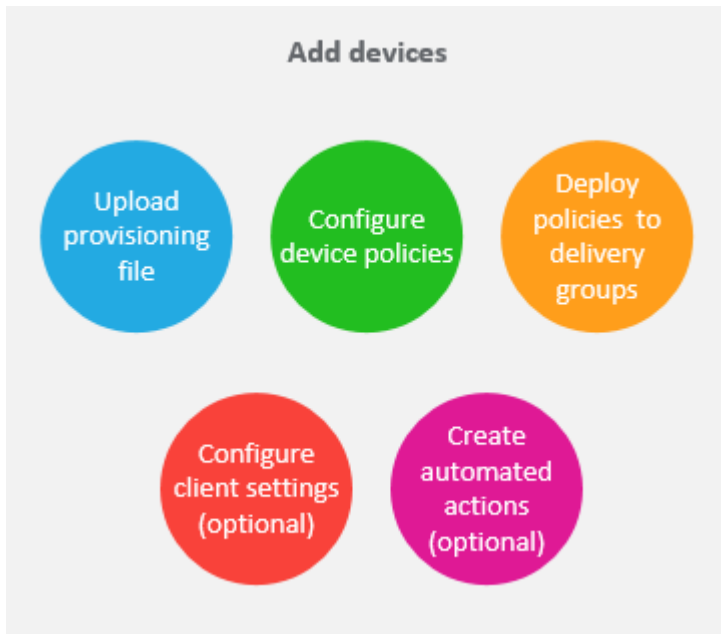 Add devices
Upload
provisioning
file
Configure
device policies
Deploy
policies to
delivery
groups
Configure
client settings
(optional)
Create
automated
actions
(optional)